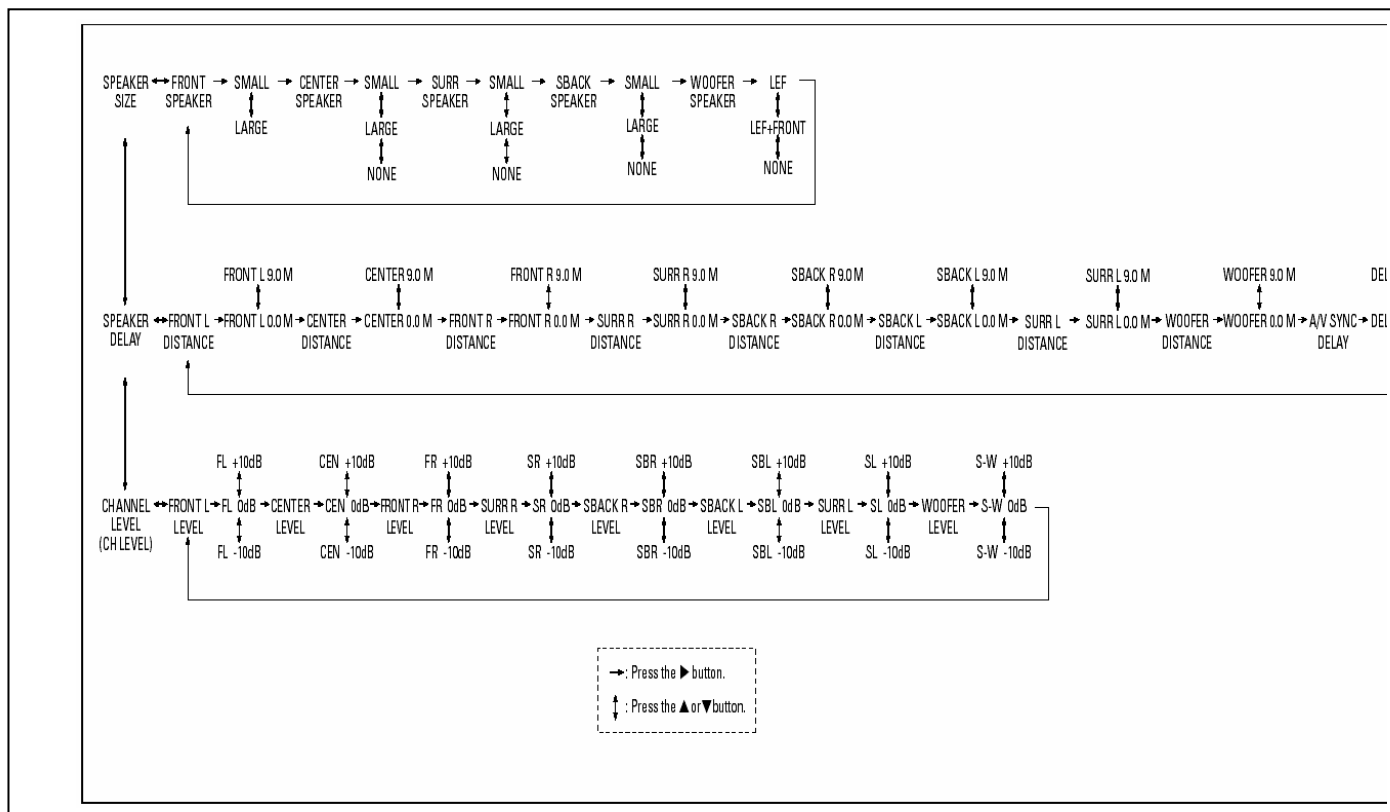 SPEAKER FRONT SMALL CENTER SMALL SURR SMALL SBACK SMALL WOOFER LEF
SIZE SPEAKER SPEAKER SPEAKER SPEAKER SPEAKER
LARGE LARGE LARGE LARGE LEF+FRONT
NONE NONE NONE NONE
FRONT L 9.0 M CENTER 9.0 M FRONT R 9.0 M SURR R 9.0 M SBACK R 9.0 M SBACK L 9.0 M SURR L 9.0 M WOOFER 9.0 M DEL
SPEAKER FRONT L FRONT L 0.0 M CENTER CENTER 0.0 M FRONT R FRONT R 0.0 M SURR R SURR R 0.0 M SBACK R SBACK R 0.0 M SBACK L SBACK L 0.0 M SURR L SURR L 0.0 M WOOFER WOOFER 0.0 M A/V SYNC DEL
DELAY DISTANCE DISTANCE DISTANCE DISTANCE DISTANCE DISTANCE DISTANCE DISTANCE DELAY
FL +10dB CEN +10dB FR +10dB SR +10dB SBR +10dB SBL +10dB SL +10dB S-W +10dB
CHANNEL FRONT L FL 0dB CENTER CEN 0dB FRONT R FR 0dB SURR R SR 0dB SBACK R SBR 0dB SBACK L SBL 0dB SURR L SL 0dB WOOFER S-W 0dB
LEVEL LEVEL LEVEL LEVEL LEVEL LEVEL LEVEL LEVEL LEVEL
(CH LEVEL) FL -10dB CEN -10dB FR -10dB SR -10dB SBR -10dB SBL -10dB SL -10dB S-W -10dB
→: Press the ▶ button.
↕: Press the ▲ or ▼ button.